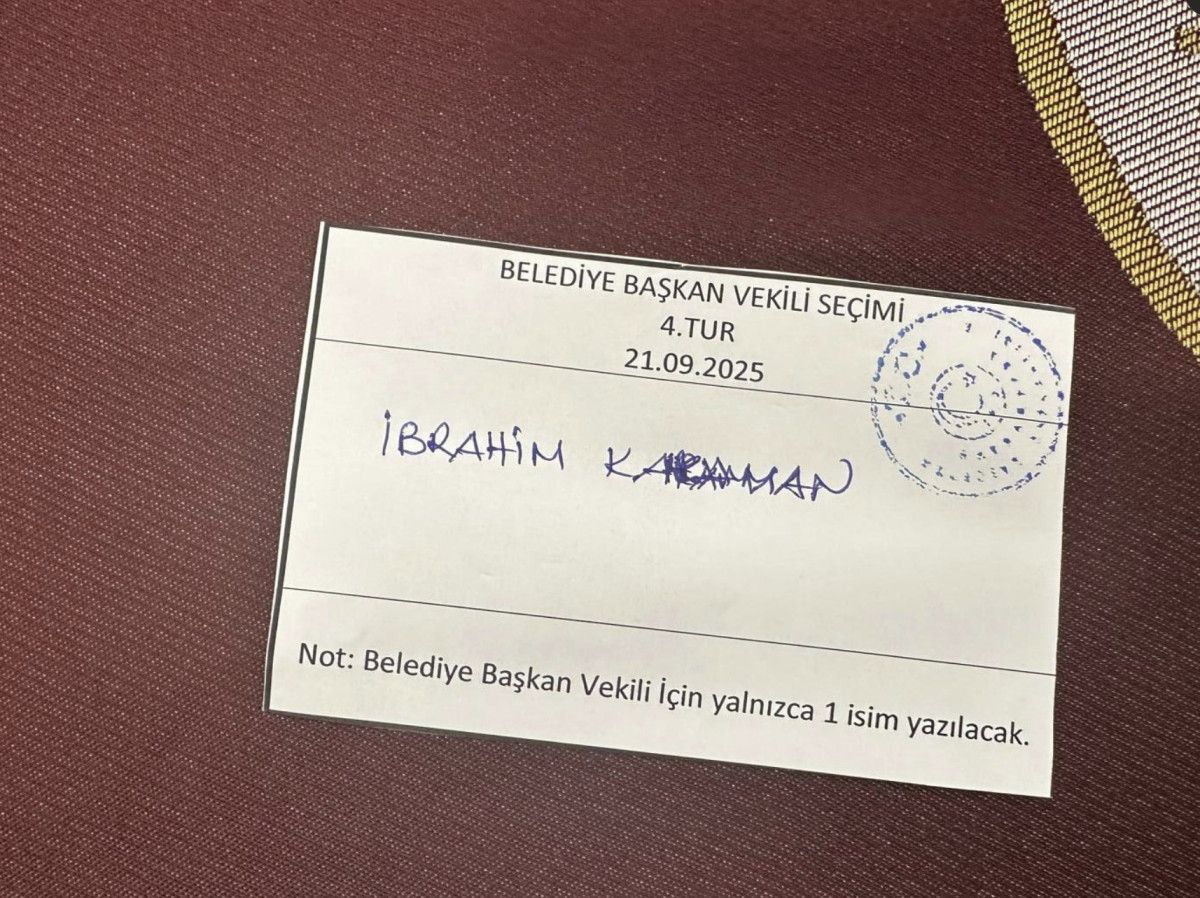 BELEDİYE BAŞKAN VEKİLİ SEÇİMİ
4.TUR
21.09.2025
İBRAHİM
Not: Belediye Başkan Vekili İçin yalnızca 1 isim yazılacak.